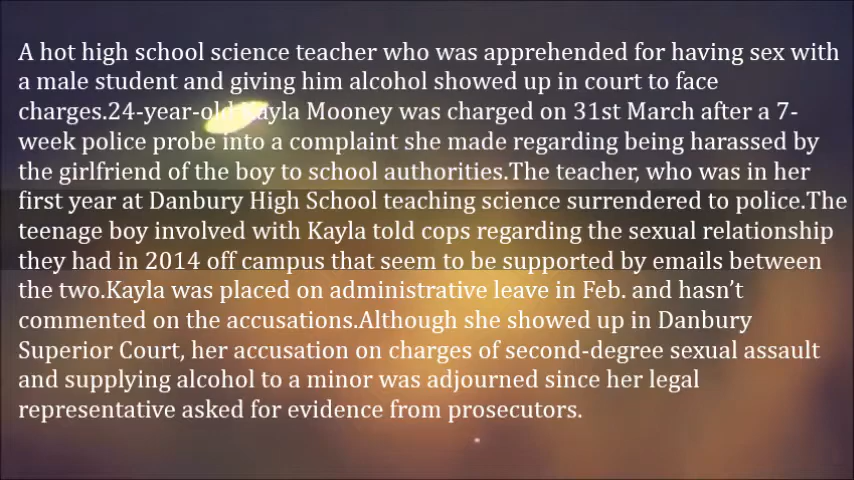 A hot high school science teacher who was apprehended for having sex with
a male student and giving him alcohol showed up in court to face
charges.24-year-old Kayla Mooney was charged on 31st March after a 7-
week police probe into a complaint she made regarding being harassed by
the girlfriend of the boy to school authorities.The teacher, who was in her
first year at Danbury High School teaching science surrendered to police.The
teenage boy involved with Kayla told cops regarding the sexual relationship
they had in 2014 off campus that seem to be supported by emails between
the two.Kayla was placed on administrative leave in Feb. and hasn’t
commented on the accusations.Although she showed up in Danbury
Superior Court, her accusation on charges of second-degree sexual assault
and supplying alcohol to a minor was adjourned since her legal
representative asked for evidence from prosecutors.